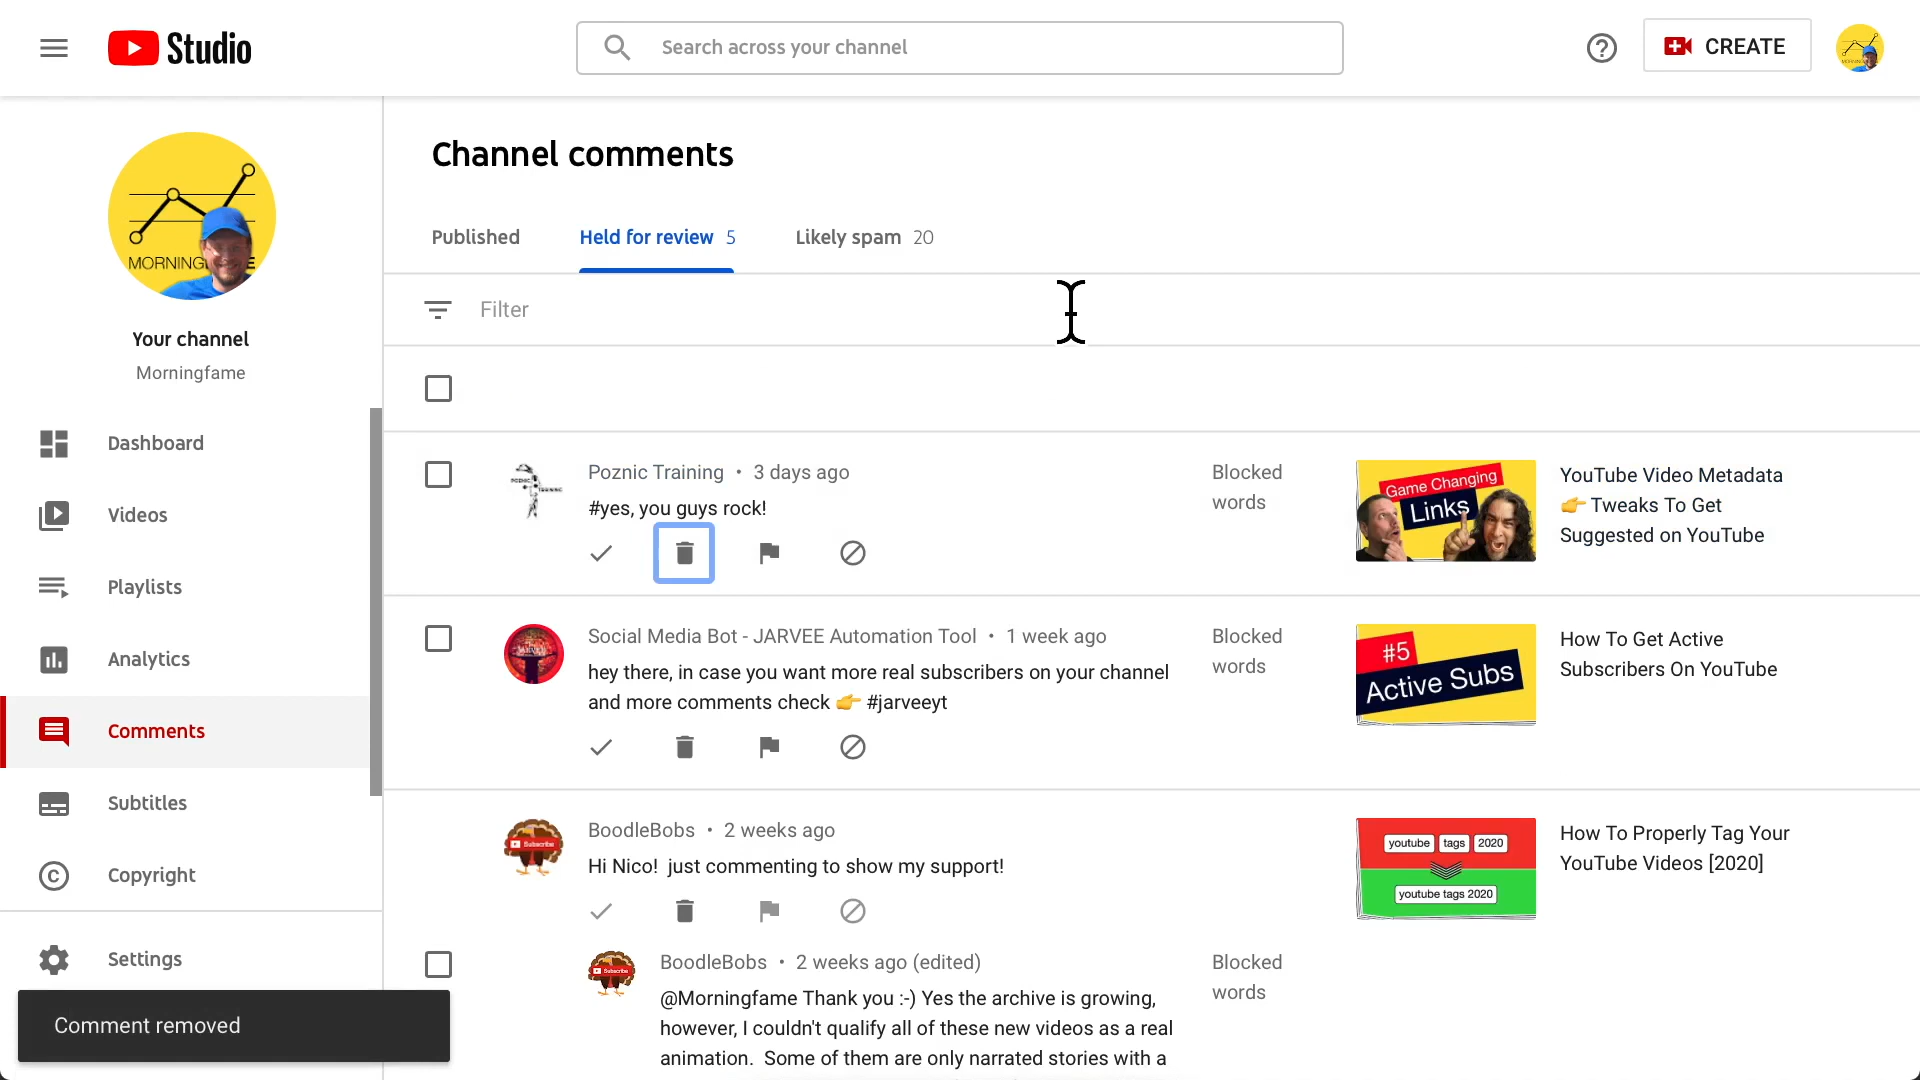 Studio
Search across your channel
CREATE
MORNING
Your channel
Morningfame
Dashboard
Videos
Playlists
Analytics
Comments
Subtitles
Copyright
Settings
Comment removed
Channel comments
Published
Held for review 5
Likely spam 20
Filter
Poznic Training • 3 days ago
#yes, you guys rock!
Blocked
words
Game Changing
Links
YouTube Video Metadata
👉 Tweaks To Get
Suggested on YouTube
Social Media Bot - JARVEE Automation Tool • 1 week ago
hey there, in case you want more real subscribers on your channel
and more comments check 👉 #jarveeyt
Blocked
words
#5
Active Subs
How To Get Active
Subscribers On YouTube
BoodleBobs • 2 weeks ago
Hi Nico!  just commenting to show my support!
Subscribe
youtube tags 2020
youtube tags 2020
How To Properly Tag Your
YouTube Videos [2020]
BoodleBobs • 2 weeks ago (edited)
@Morningfame Thank you :-) Yes the archive is growing,
however, I couldn't qualify all of these new videos as a real
animation.  Some of them are only narrated stories with a
Subscribe
Blocked
words